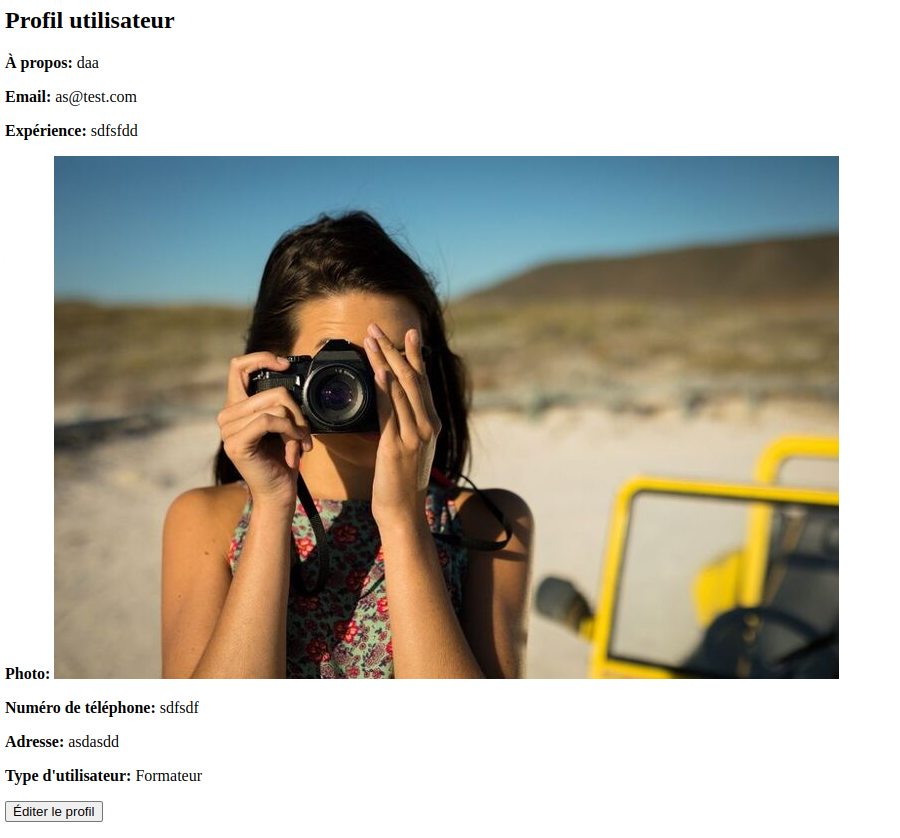 Profil utilisateur
À propos: daa
Email: as@test.com
Expérience: sdfsfdd
Photo:
Numéro de téléphone: sdfsdf
Adresse: asdasdd
Type d'utilisateur: Formateur
Éditer le profil